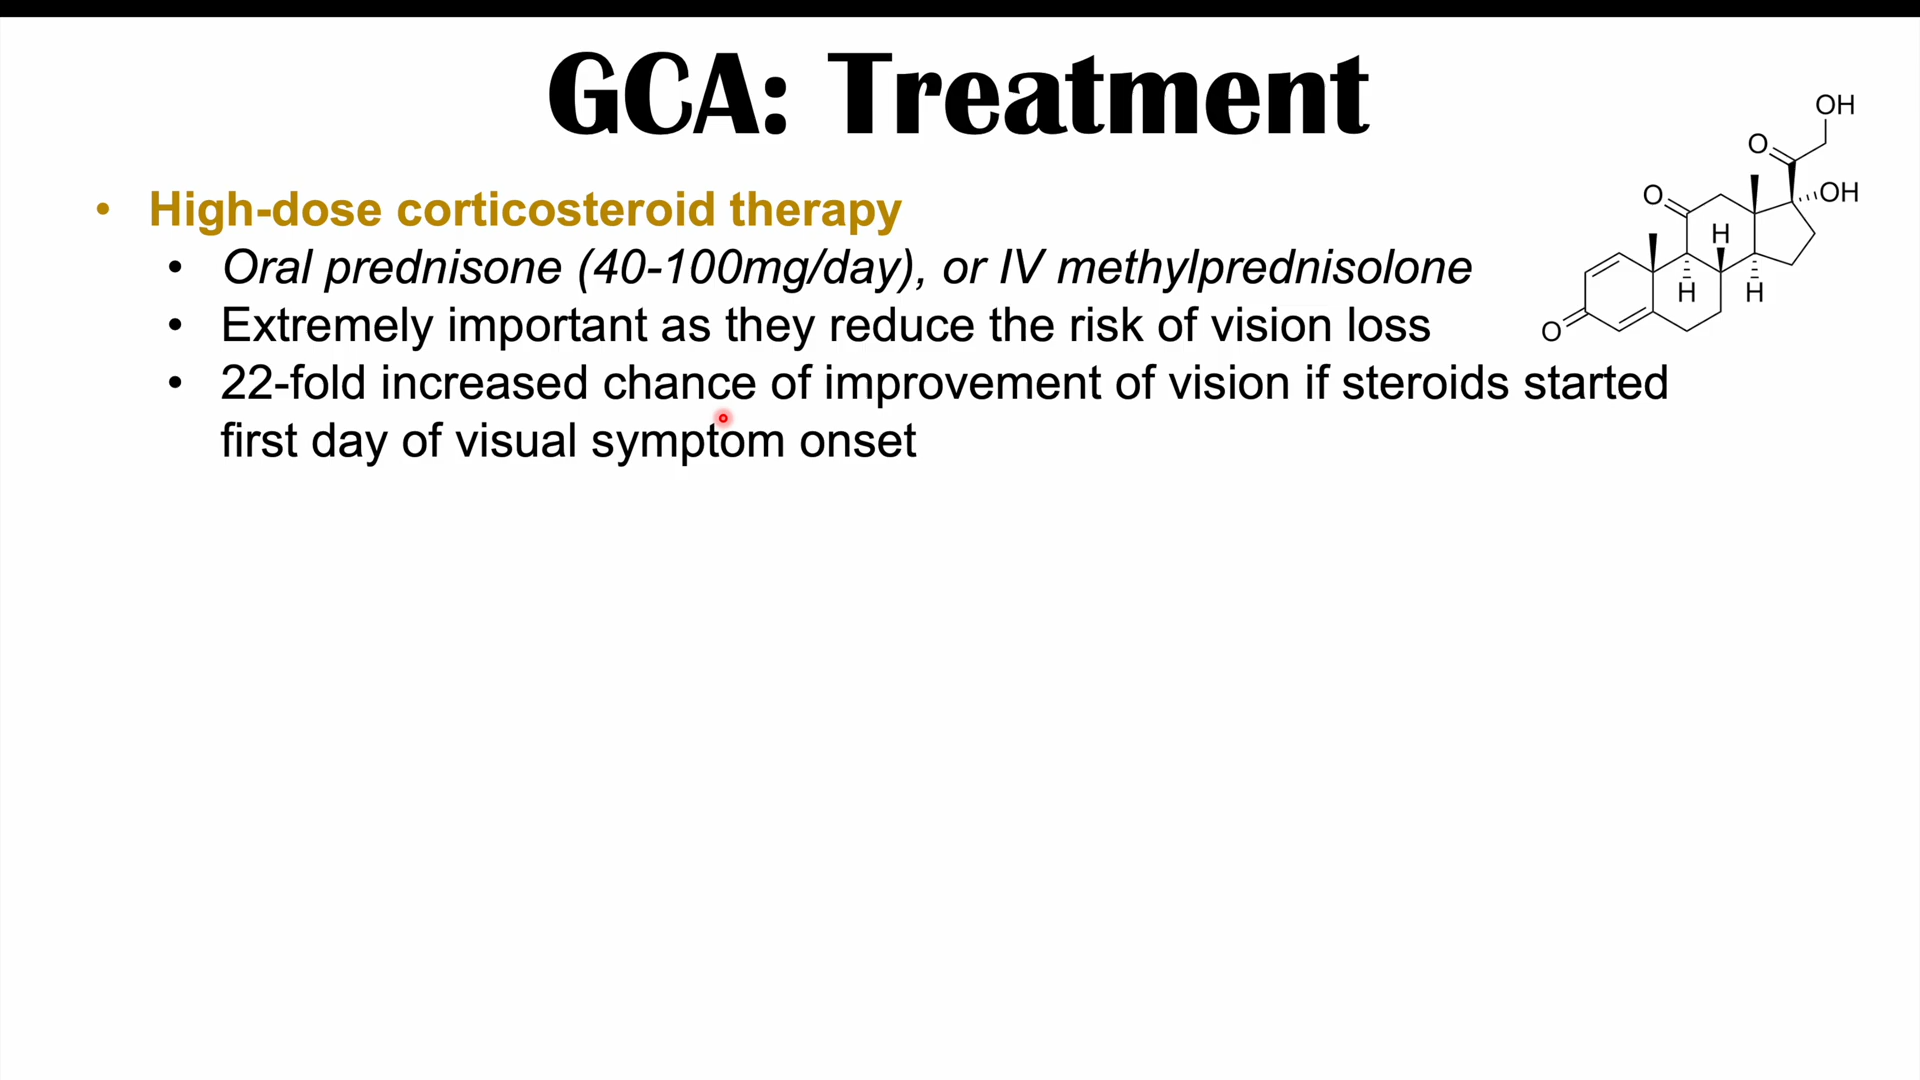 GCA: Treatment
• High-dose corticosteroid therapy
• Oral prednisone (40-100mg/day), or IV methylprednisolone
• Extremely important as they reduce the risk of vision loss
• 22-fold increased chance of improvement of vision if steroids started
first day of visual symptom onset
OH
O
O
OH
H
H
H
O